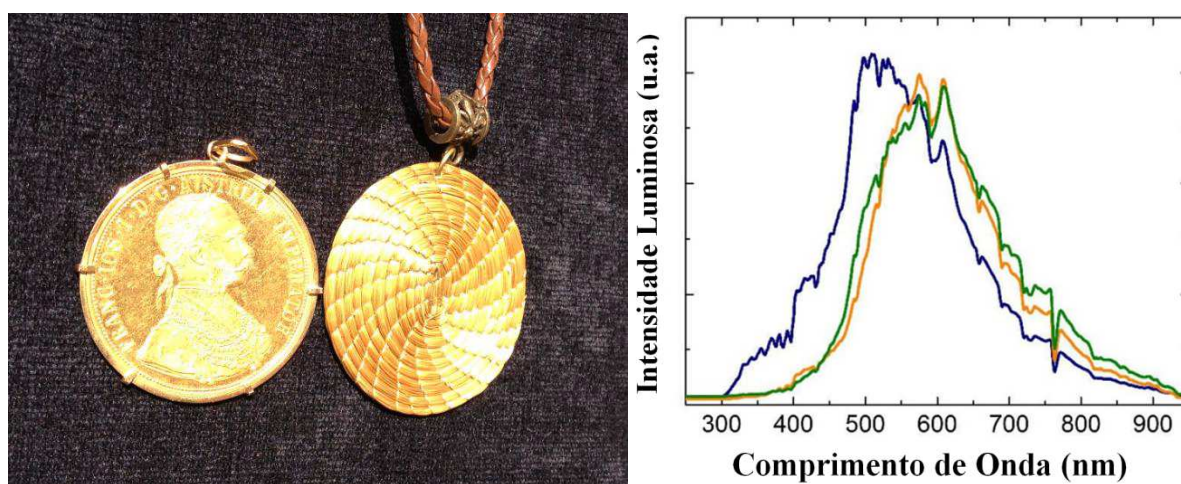 Intensidade Luminosa (u.a.)
300 400 500 600 700 800 900
Comprimento de Onda (nm)